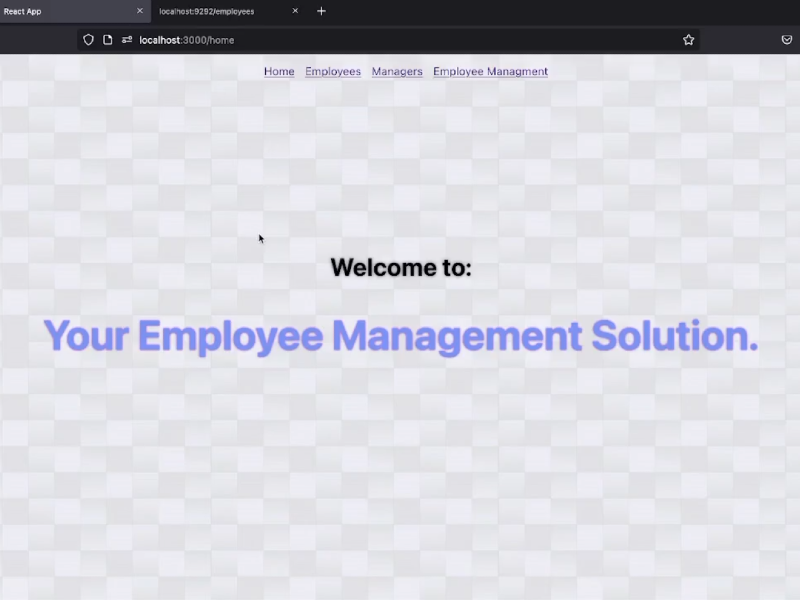 React App
localhost:9292/employees
localhost:3000/home
Home Employees Managers Employee Managment
Welcome to:
Your Employee Management Solution.